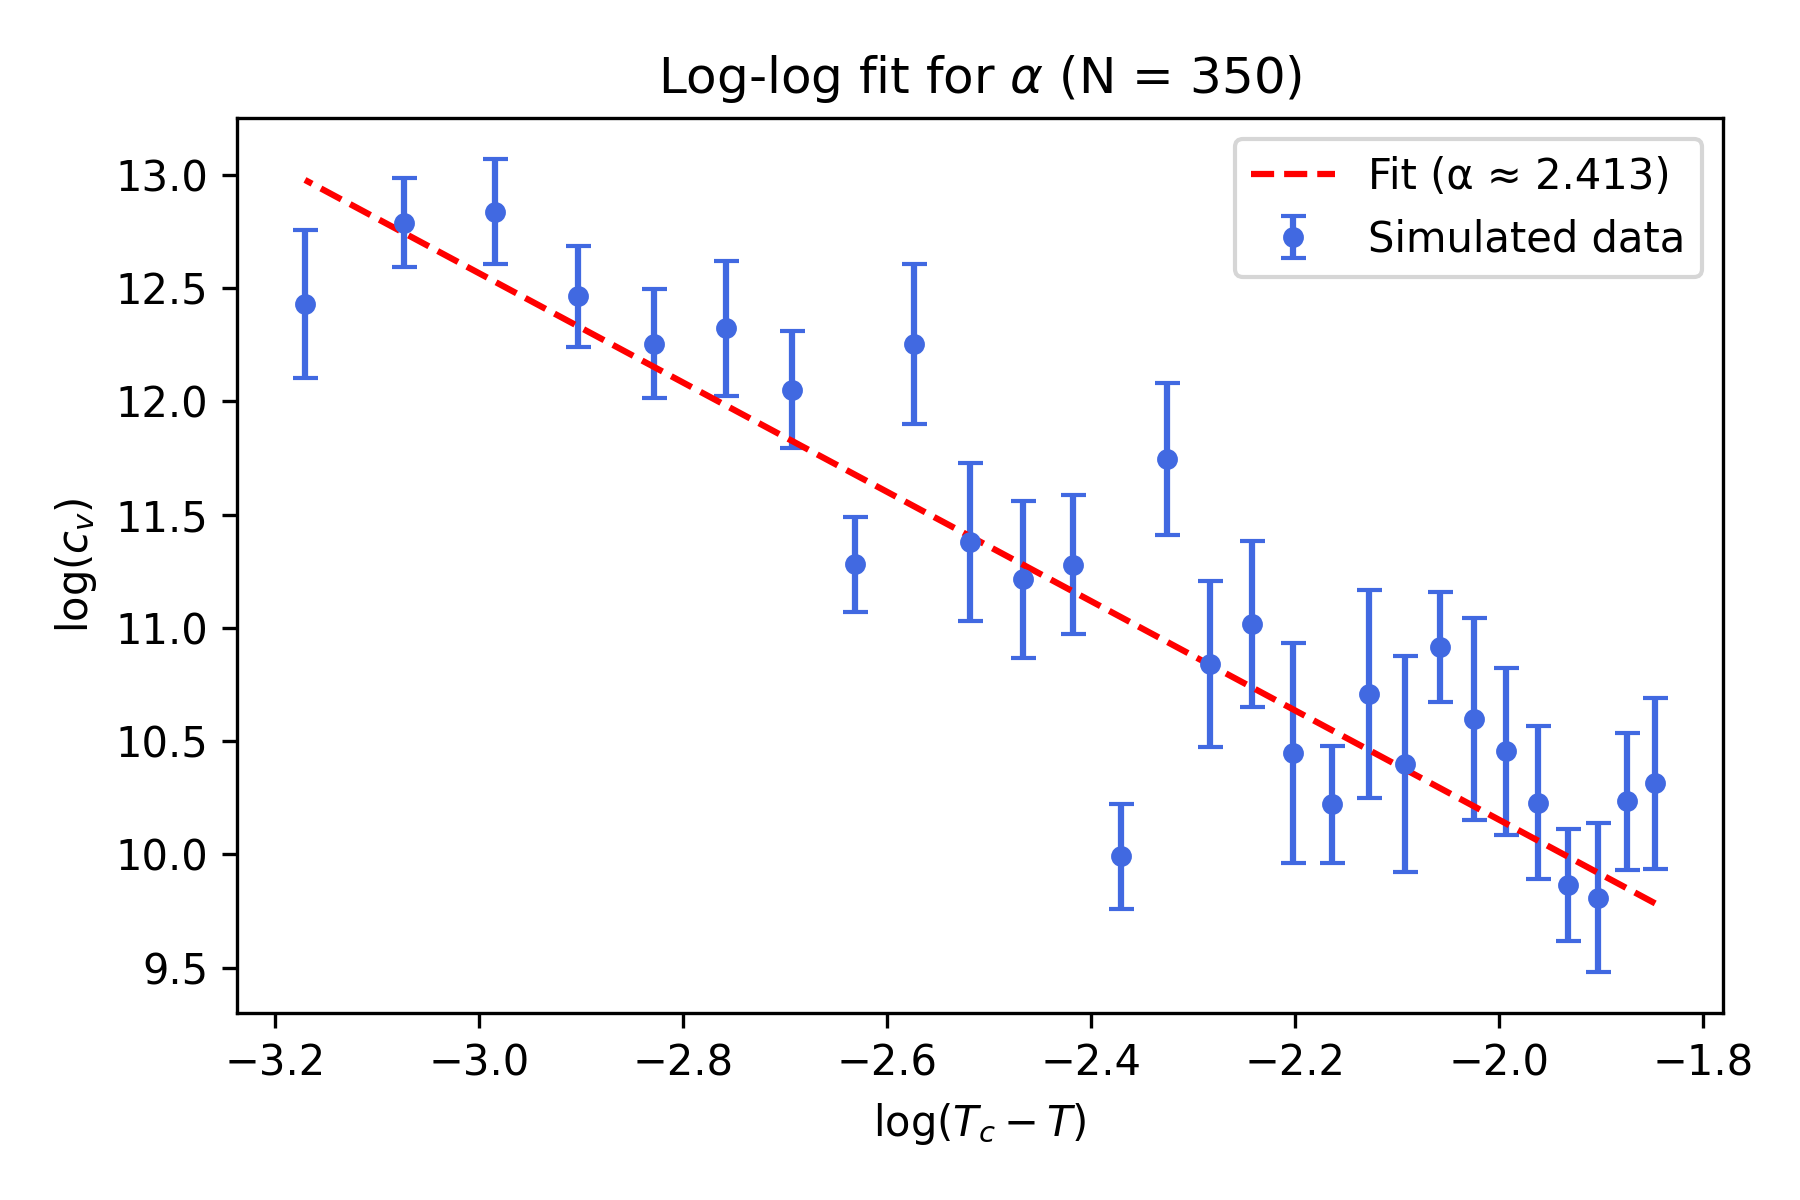 Log-log fit for α (N = 350)
Fit (α ≈ 2.413)
Simulated data
13.0
12.5
12.0
11.5
11.0
10.5
10.0
9.5
log(c_v)
−3.2 −3.0 −2.8 −2.6 −2.4 −2.2 −2.0 −1.8
log(T_c − T)